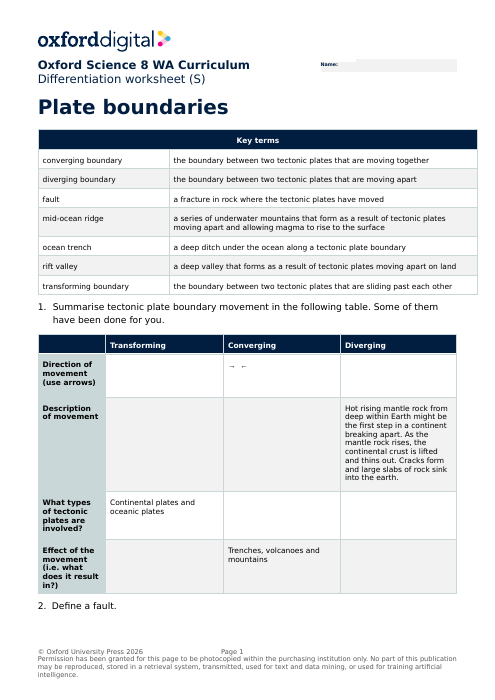 oxforddigital
Oxford Science 8 WA Curriculum
Differentiation worksheet (S)
Name:
Plate boundaries
Key terms
converging boundary the boundary between two tectonic plates that are moving together
diverging boundary the boundary between two tectonic plates that are moving apart
fault a fracture in rock where the tectonic plates have moved
mid-ocean ridge a series of underwater mountains that form as a result of tectonic plates
moving apart and allowing magma to rise to the surface
ocean trench a deep ditch under the ocean along a tectonic plate boundary
rift valley a deep valley that forms as a result of tectonic plates moving apart on land
transforming boundary the boundary between two tectonic plates that are sliding past each other
1. Summarise tectonic plate boundary movement in the following table. Some of them
have been done for you.
Transforming Converging Diverging
Direction of
movement
(use arrows)
→ ←
Description
of movement
Hot rising mantle rock from
deep within Earth might be
the first step in a continent
breaking apart. As the
mantle rock rises, the
continental crust is lifted
and thins out. Cracks form
and large slabs of rock sink
into the earth.
What types
of tectonic
plates are
involved?
Continental plates and
oceanic plates
Effect of the
movement
(i.e. what
does it result
in?)
Trenches, volcanoes and
mountains
2. Define a fault.
© Oxford University Press 2026 Page 1
Permission has been granted for this page to be photocopied within the purchasing institution only. No part of this publication
may be reproduced, stored in a retrieval system, transmitted, used for text and data mining, or used for training artificial
intelligence.